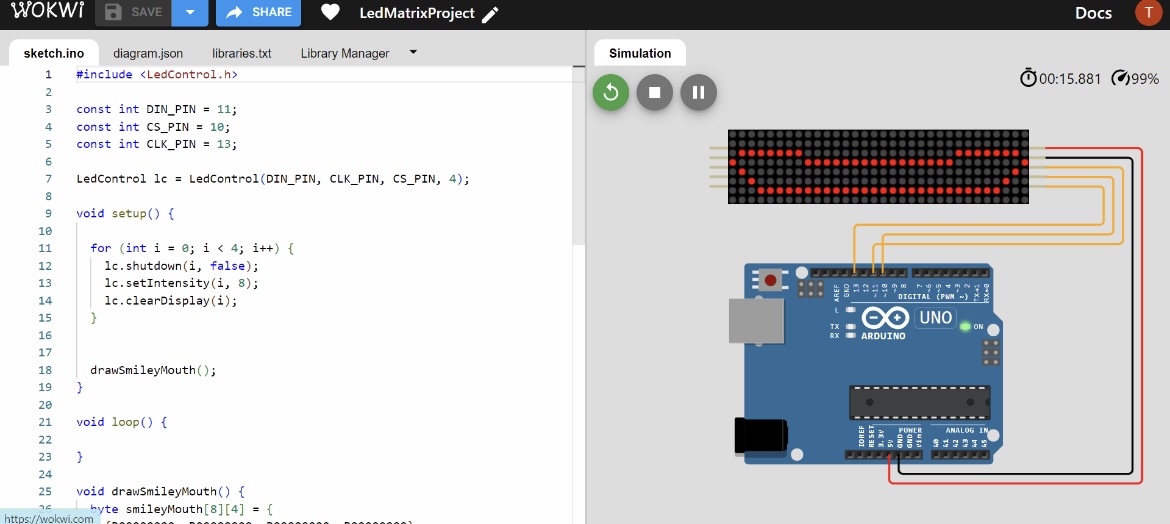 WOKWI SAVE SHARE LedMatrixProject Docs T
sketch.ino diagram.json libraries.txt Library Manager
Simulation
00:15.881 99%
1 #include <LedControl.h>
2
3 const int DIN_PIN = 11;
4 const int CS_PIN = 10;
5 const int CLK_PIN = 13;
6
7 LedControl lc = LedControl(DIN_PIN, CLK_PIN, CS_PIN, 4);
8
9 void setup() {
10
11 for (int i = 0; i < 4; i++) {
12 lc.shutdown(i, false);
13 lc.setIntensity(i, 8);
14 lc.clearDisplay(i);
15 }
16
17
18 drawSmileyMouth();
19 }
20
21 void loop() {
22
23 }
24
25 void drawSmileyMouth() {
26 byte smileyMouth[8][4] = {
https://wokwi.com
AREF
GND
13
12
~11
~10
~9
8
7
~6
~5
4
~3
2
TX→1
RX←0
DIGITAL (PWM ~)
L
TX
RX
UNO
ARDUINO
ON
IOREF
RESET
3.3V
5V
GND
GND
Vin
POWER
ANALOG IN
A0
A1
A2
A3
A4
A5